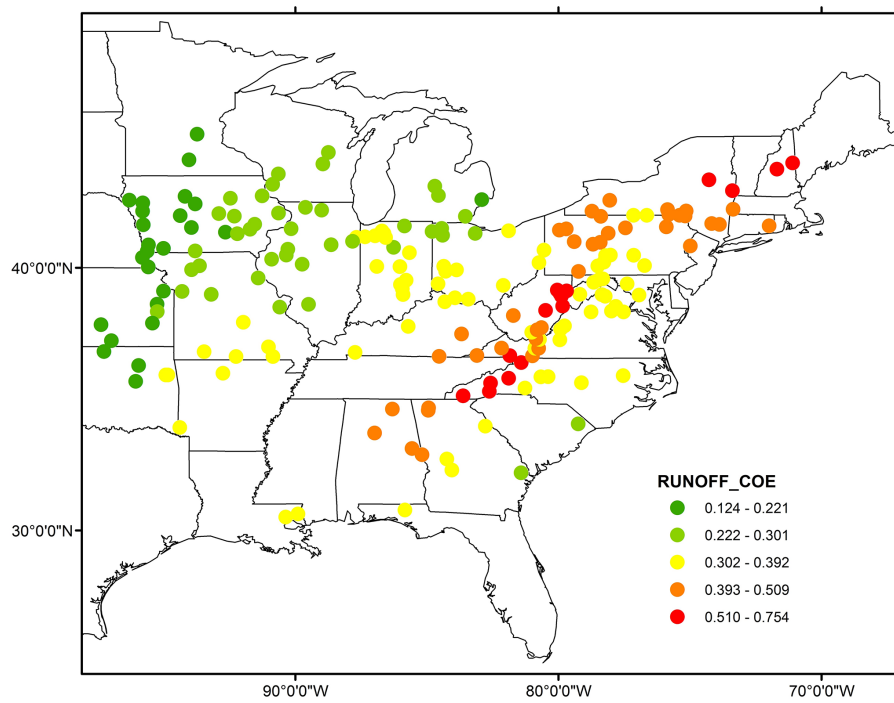 40°0'0"N
30°0'0"N
RUNOFF_COE
0.124 - 0.221
0.222 - 0.301
0.302 - 0.392
0.393 - 0.509
0.510 - 0.754
90°0'0"W
80°0'0"W
70°0'0"W